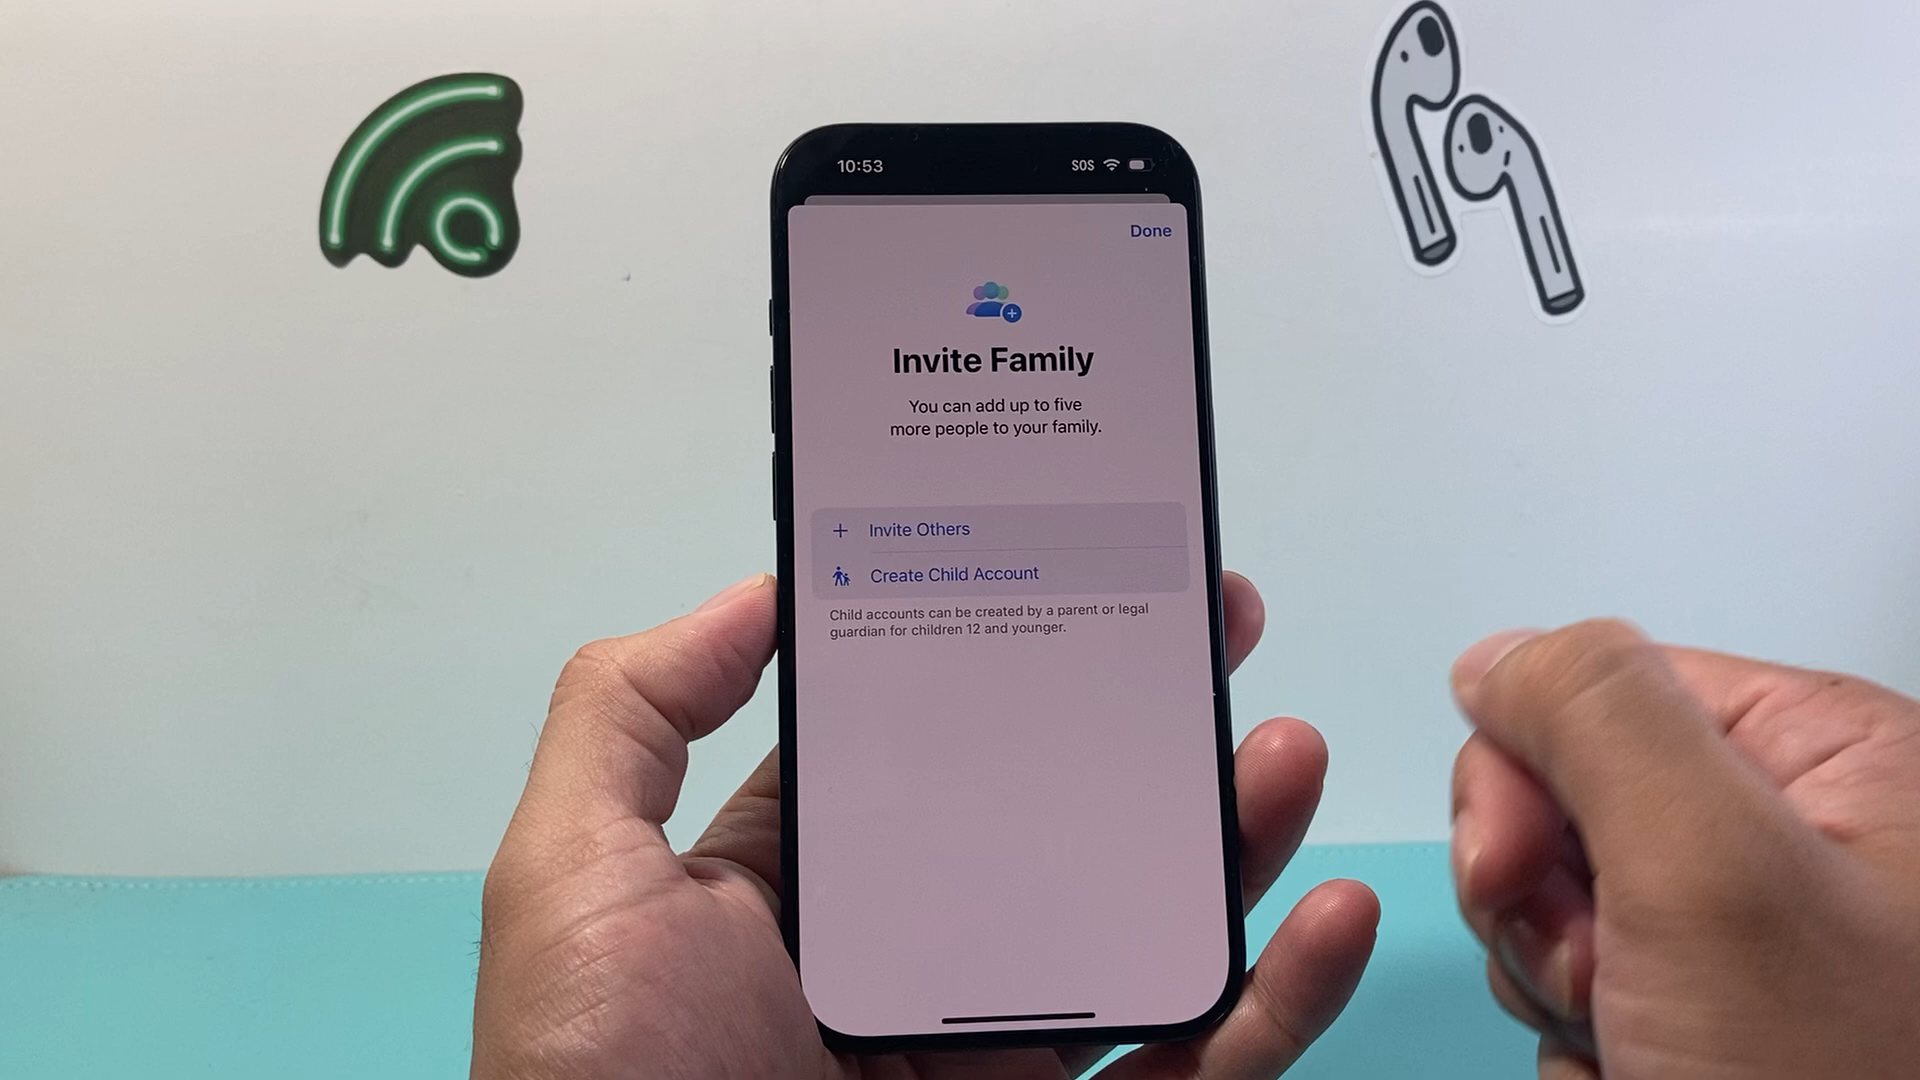 10:53
SOS
Done
Invite Family
You can add up to five
more people to your family.
Invite Others
Create Child Account
Child accounts can be created by a parent or legal
guardian for children 12 and younger.